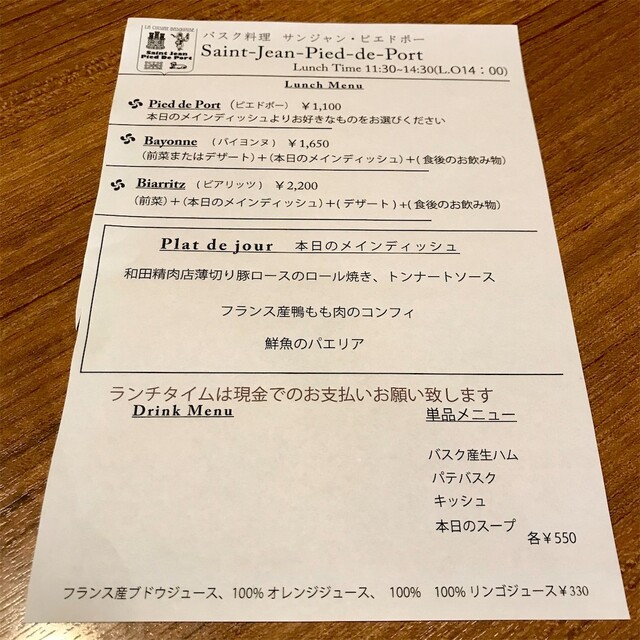 LA CUISINE BASQUAISE
Saint Jean
Pied De Port
バスク料理 サンジャン・ピエドポー
Saint-Jean-Pied-de-Port
Lunch Time 11:30~14:30(L.O14：00)
Lunch Menu
Pied de Port （ピエドポー） ￥1,100
本日のメインディッシュよりお好きなものをお選びください
Bayonne （バイヨンヌ） ￥1,650
（前菜またはデザート）＋（本日のメインディッシュ）＋( 食後のお飲み物）
Biarritz （ビアリッツ） ￥2,200
（前菜）＋（本日のメインディッシュ）＋( デザート ) ＋( 食後のお飲み物）
Plat de jour 本日のメインディッシュ
和田精肉店薄切り豚ロースのロール焼き、トンナートソース
フランス産鴨もも肉のコンフィ
鮮魚のパエリア
ランチタイムは現金でのお支払いお願い致します
Drink Menu 単品メニュー
バスク産生ハム
パテバスク
キッシュ
本日のスープ
各￥550
フランス産ブドウジュース、100% オレンジジュース、 100% 100% リンゴジュース￥330